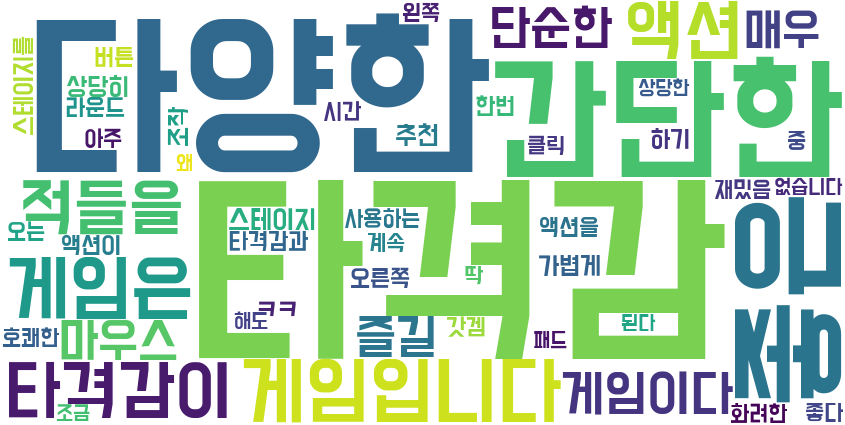 왼쪽
다양한
단순한
액션
매우
스테이지를
버튼
상당히
라운드
조작
아주
왜
시간
추천
한번
간단한
클릭
상당한
하기
중
적들을
타격감
재밌음
없습니다
오는
액션이
스테이지
타격감과
사용하는
계속
액션을
가볍게
은
게임은
오른쪽
딱
호쾌한
마우스
해도
ㅋㅋ
즐길
갓겜
패드
된다
좋
타격감이
게임입니다
게임이다
조금
화려한
좋다